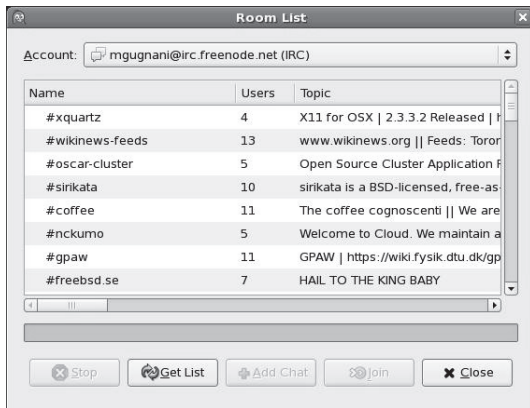 Room List
Account: mgugnani@irc.freenode.net (IRC)
Name Users Topic
#xquartz 4 X11 for OSX | 2.3.3.2 Released |
#wikinews-feeds 13 www.wikinews.org || Feeds: Toror
#oscar-cluster 5 Open Source Cluster Application
#sirikata 10 sirikata is a BSD-licensed, free-as-
#coffee 11 The coffee cognoscenti || We are
#nckumo 5 Welcome to Cloud. We maintain a
#gpaw 11 GPAW | https://wiki.fysik.dtu.dk/gp
#freebsd.se 7 HAIL TO THE KING BABY
Stop Get List Add Chat Join Close